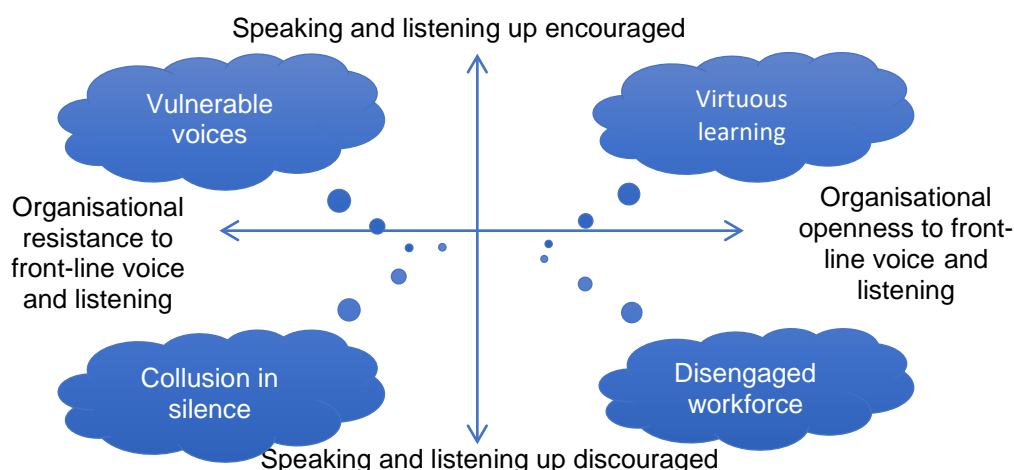 Speaking and listening up encouraged
Vulnerable
voices
Virtuous
learning
Organisational
resistance to
front-line voice
and listening
Organisational
openness to front-
line voice and
listening
Collusion in
silence
Disengaged
workforce
Speaking and listening up discouraged